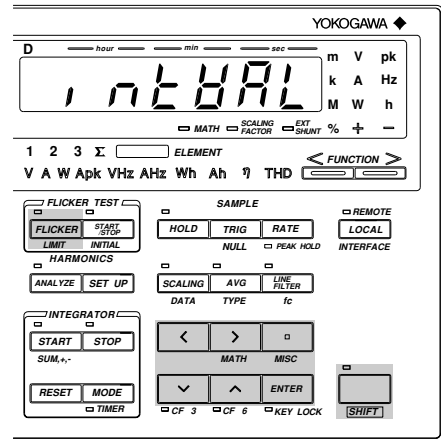 YOKOGAWA
D hour min sec
m V pk
k A Hz
M W h
% ÷ −
intUAL
MATH SCALING FACTOR EXT SHUNT
1 2 3 Σ ELEMENT
V A W Apk VHz AHz Wh Ah η THD
< FUNCTION >
FLICKER TEST
FLICKER START/STOP
LIMIT INITIAL
SAMPLE
HOLD TRIG RATE
NULL PEAK HOLD
REMOTE
LOCAL
INTERFACE
HARMONICS
ANALYZE SET UP
SCALING AVG LINE FILTER
DATA TYPE fc
INTEGRATOR
START STOP
SUM,+,-
RESET MODE
TIMER
< >
MATH MISC
ENTER
CF 3 CF 6 KEY LOCK
SHIFT